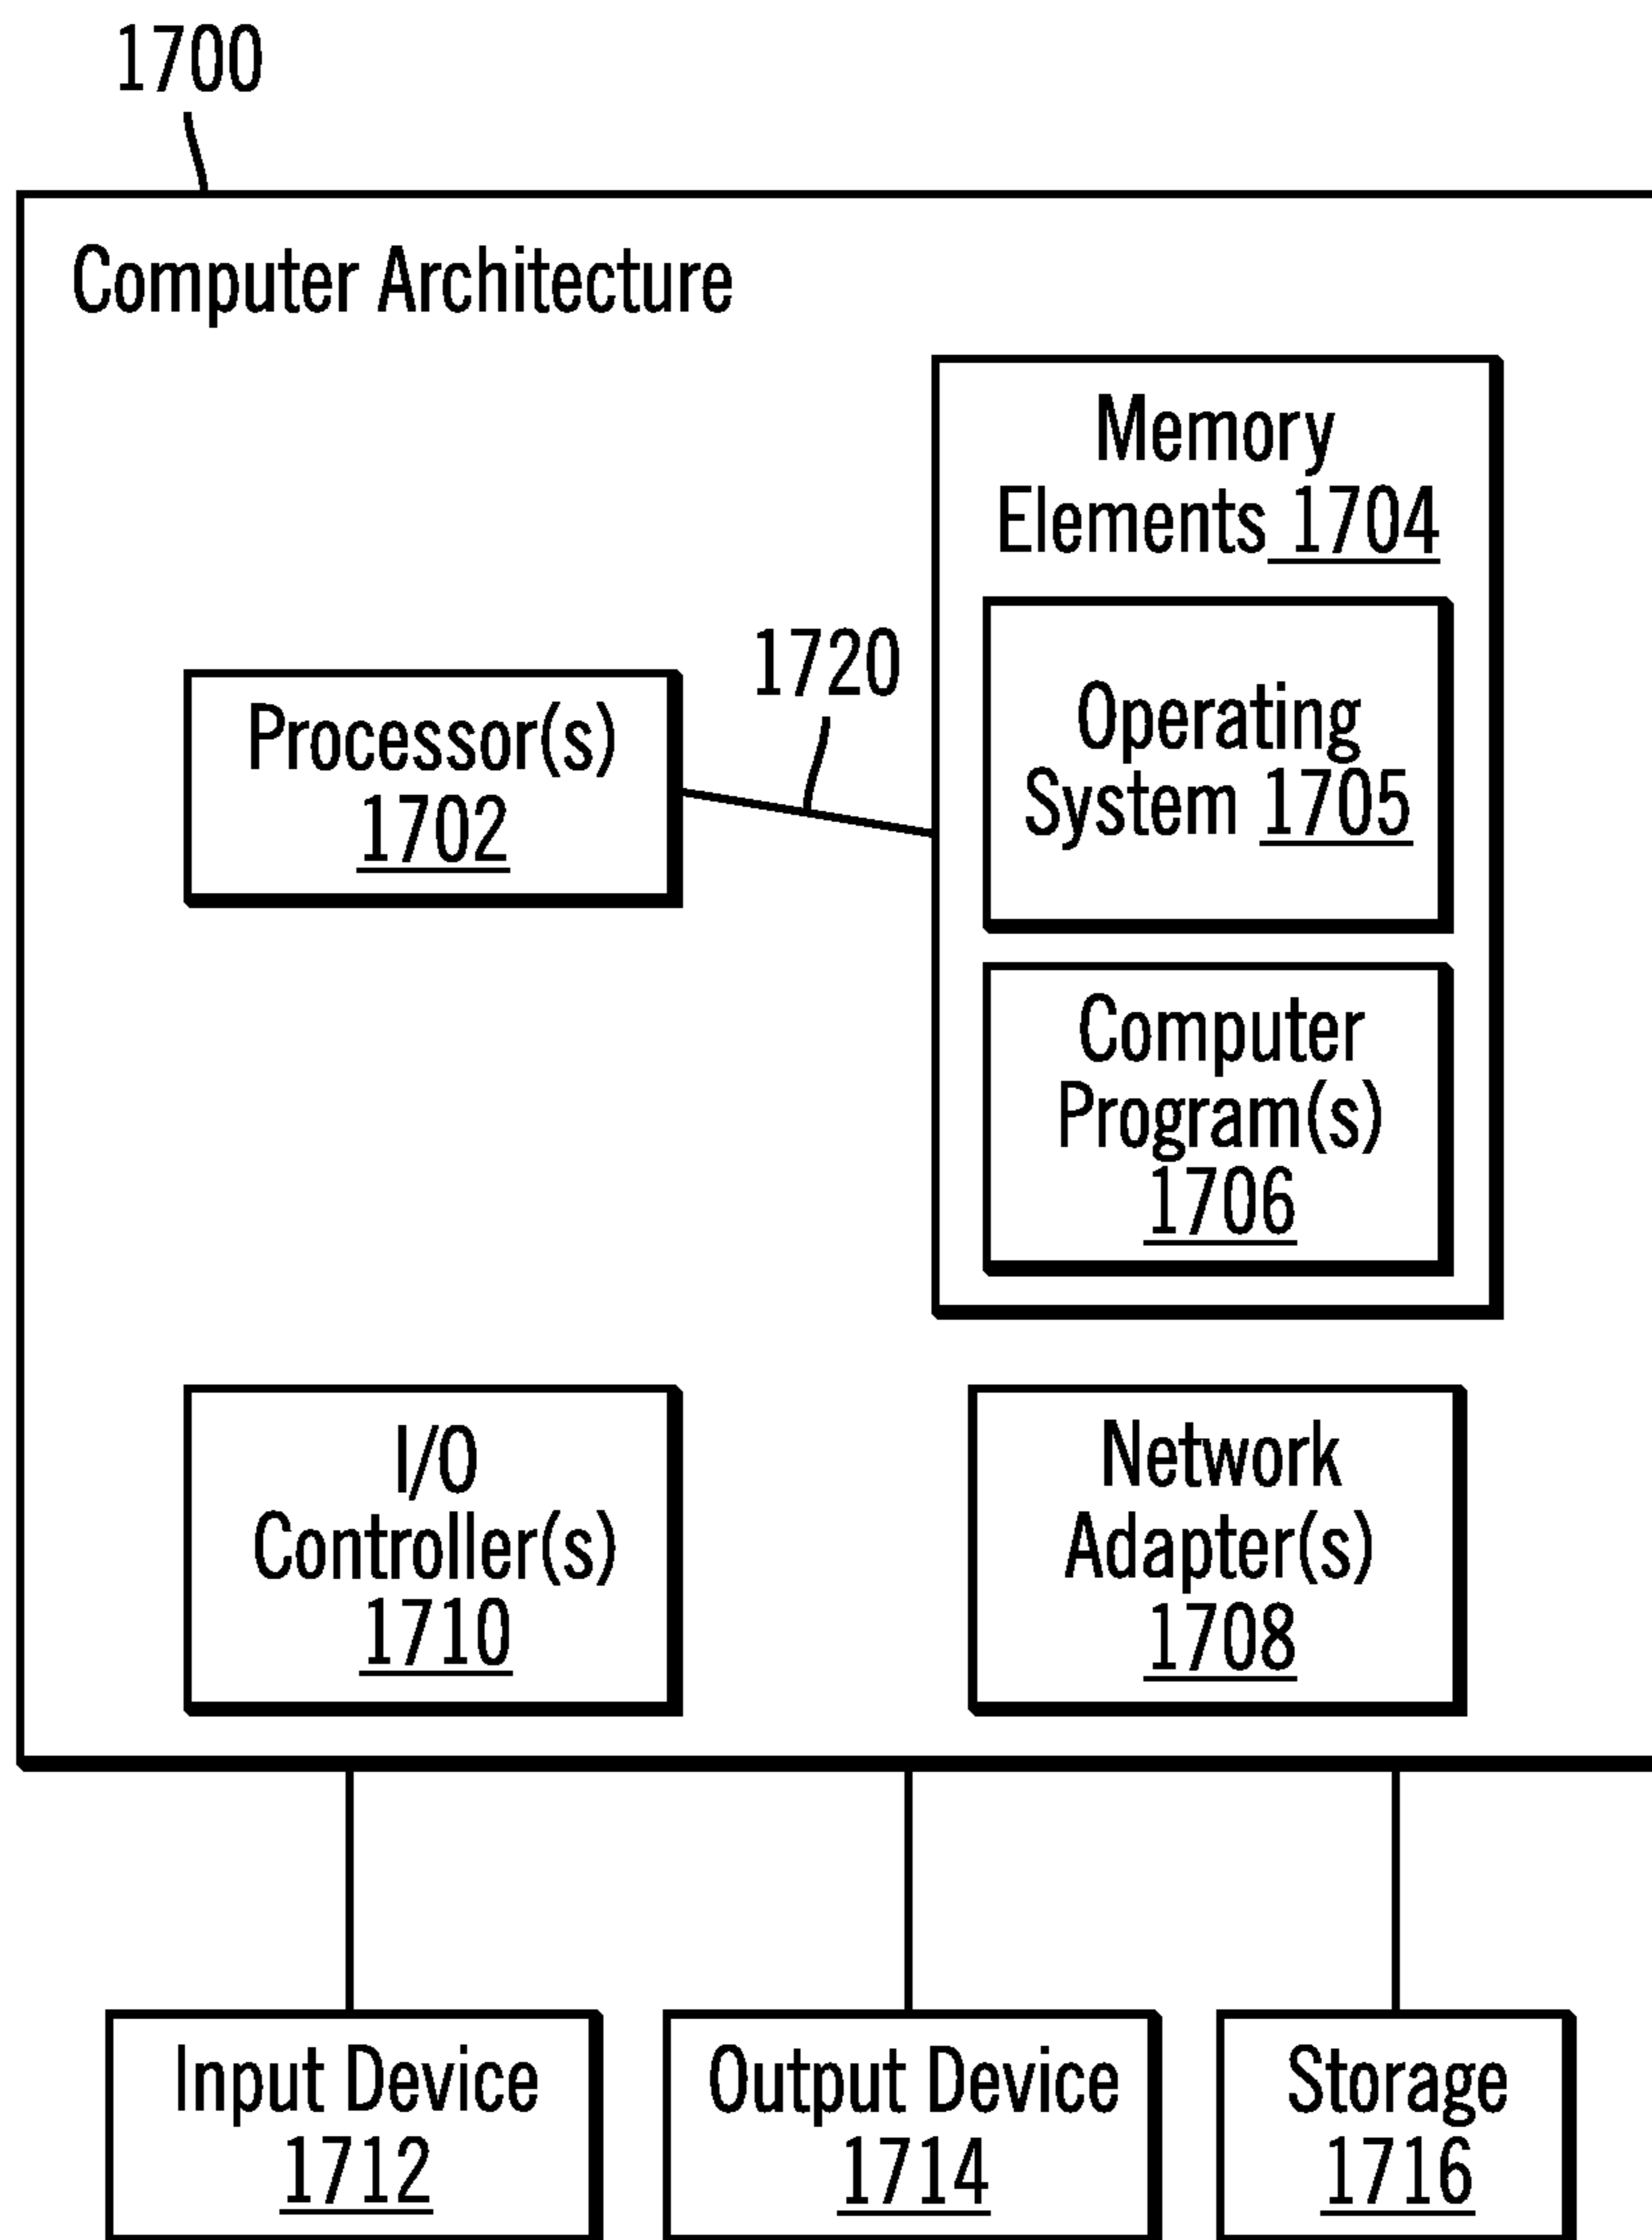 1700
Computer Architecture
Memory
Elements 1704
Operating
System 1705
1720
Processor(s)
1702
Computer
Program(s)
1706
I/O
Controller(s)
1710
Network
Adapter(s)
1708
Input Device
1712
Output Device
1714
Storage
1716